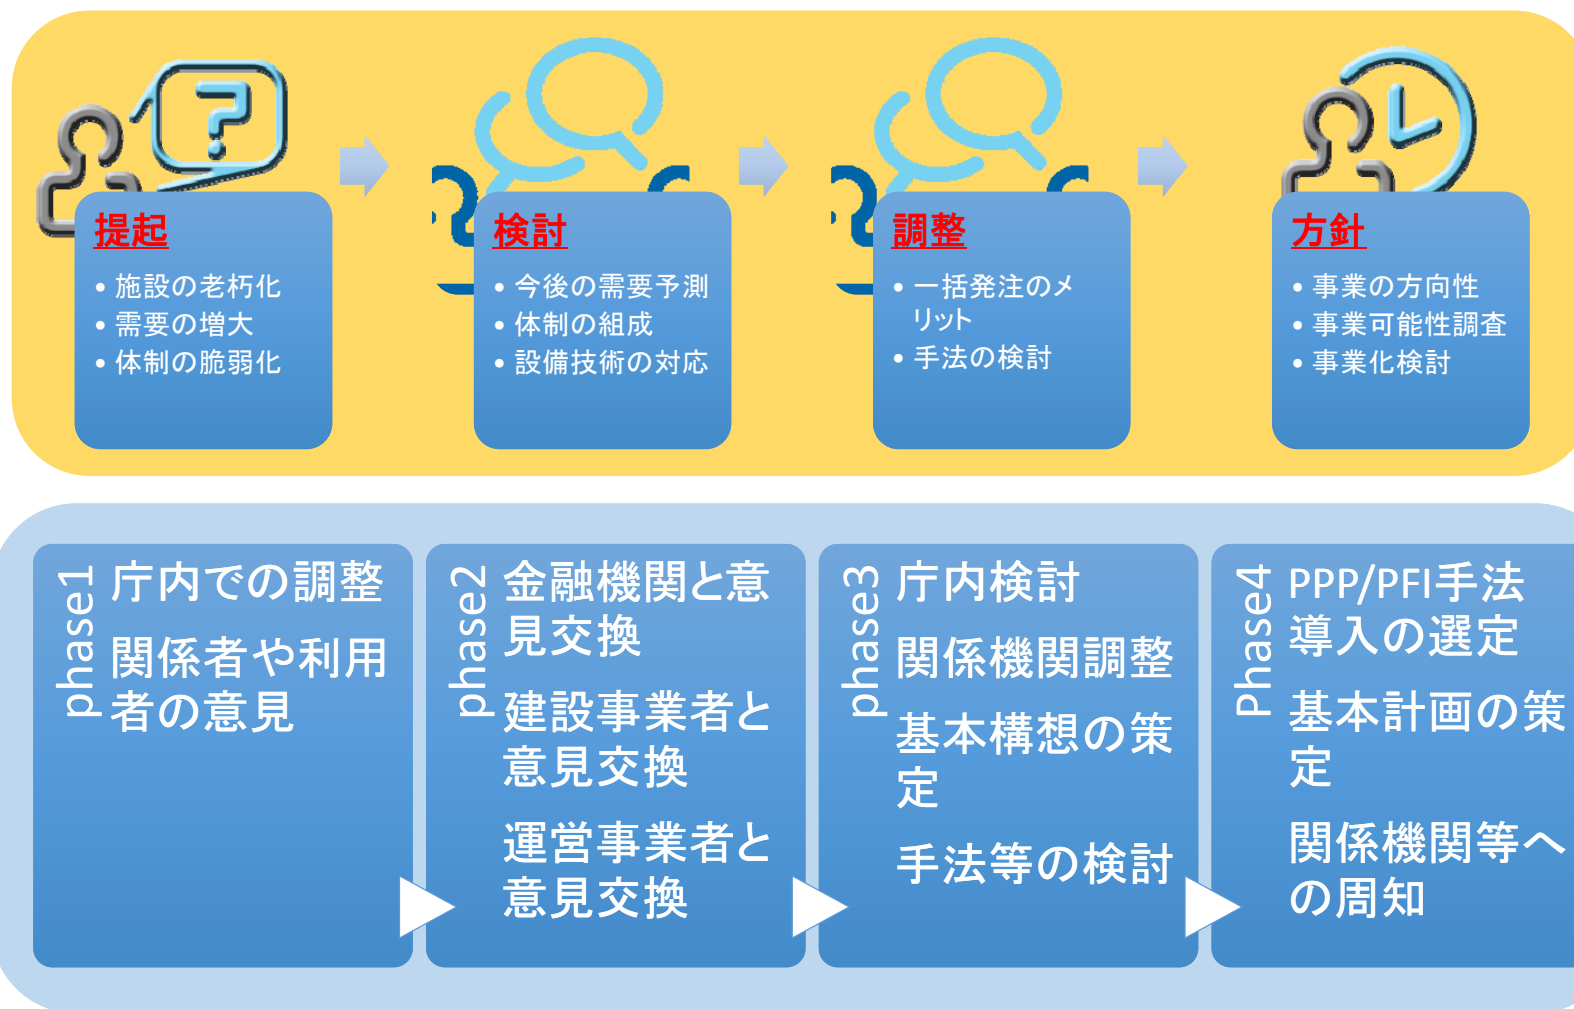 提起
• 施設の老朽化
• 需要の増大
• 体制の脆弱化
検討
• 今後の需要予測
• 体制の組成
• 設備技術の対応
調整
• 一括発注のメ
リット
• 手法の検討
方針
• 事業の方向性
• 事業可能性調査
• 事業化検討
phase1
庁内での調整
関係者や利用
者の意見
phase2
金融機関と意
見交換
建設事業者と
意見交換
運営事業者と
意見交換
phase3
庁内検討
関係機関調整
基本構想の策
定
手法等の検討
Phase4
PPP/PFI手法
導入の選定
基本計画の策
定
関係機関等へ
の周知